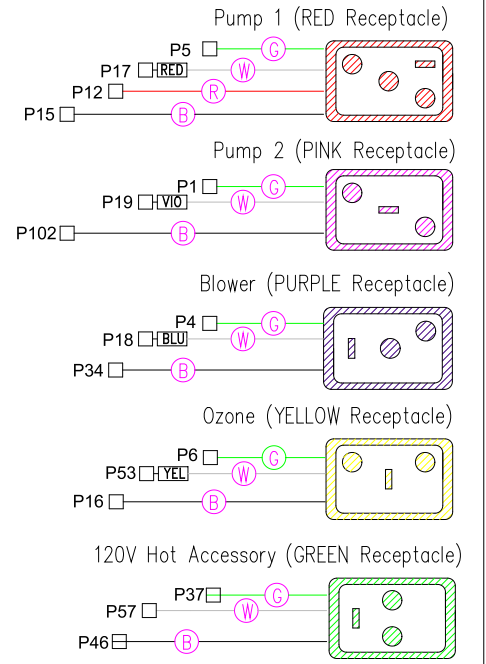 Pump 1 (RED Receptacle)
P5 G
P17 RED W
P12 R
P15 B
Pump 2 (PINK Receptacle)
P1 G
P19 VIO W
P102 B
Blower (PURPLE Receptacle)
P4 G
P18 BLU W
P34 B
Ozone (YELLOW Receptacle)
P6 G
P53 YEL W
P16 B
120V Hot Accessory (GREEN Receptacle)
P37 G
P57 W
P46 B